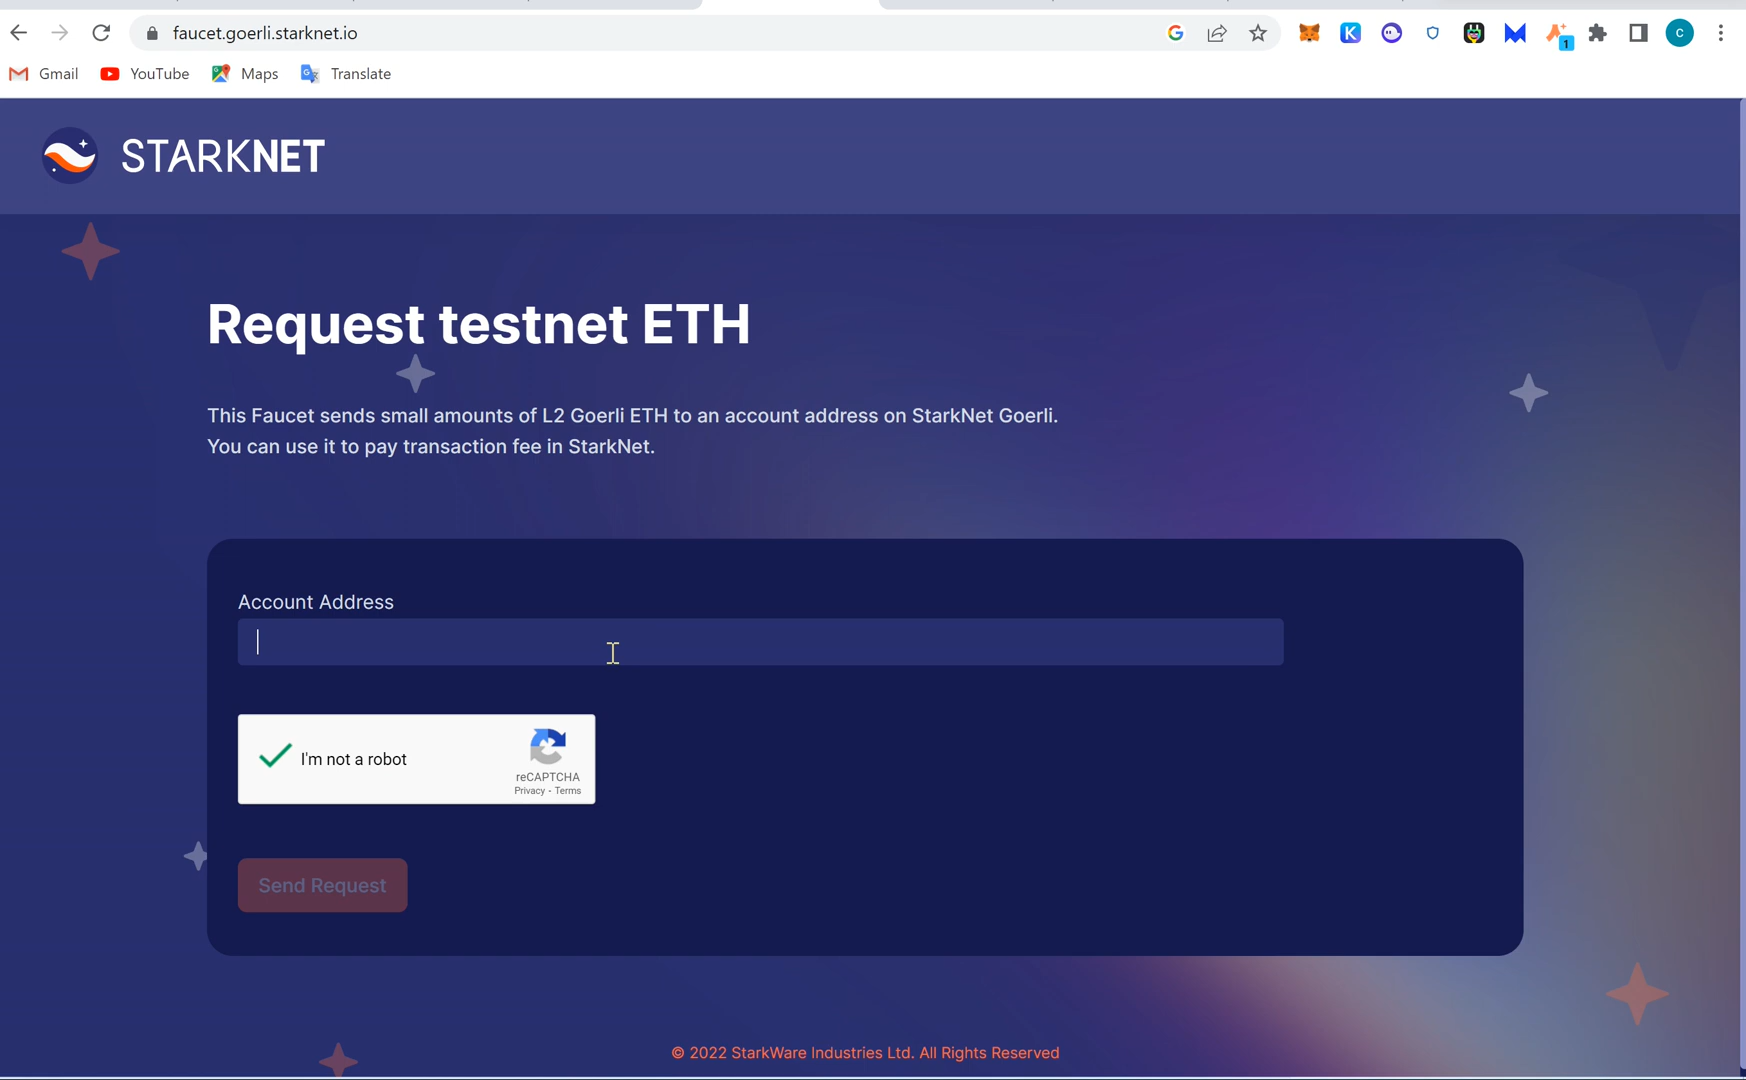 faucet.goerli.starknet.io
1
C
Gmail YouTube Maps Translate
STARKNET
Request testnet ETH
This Faucet sends small amounts of L2 Goerli ETH to an account address on StarkNet Goerli.
You can use it to pay transaction fee in StarkNet.
Account Address
I'm not a robot
reCAPTCHA
Privacy - Terms
Send Request
© 2022 StarkWare Industries Ltd. All Rights Reserved